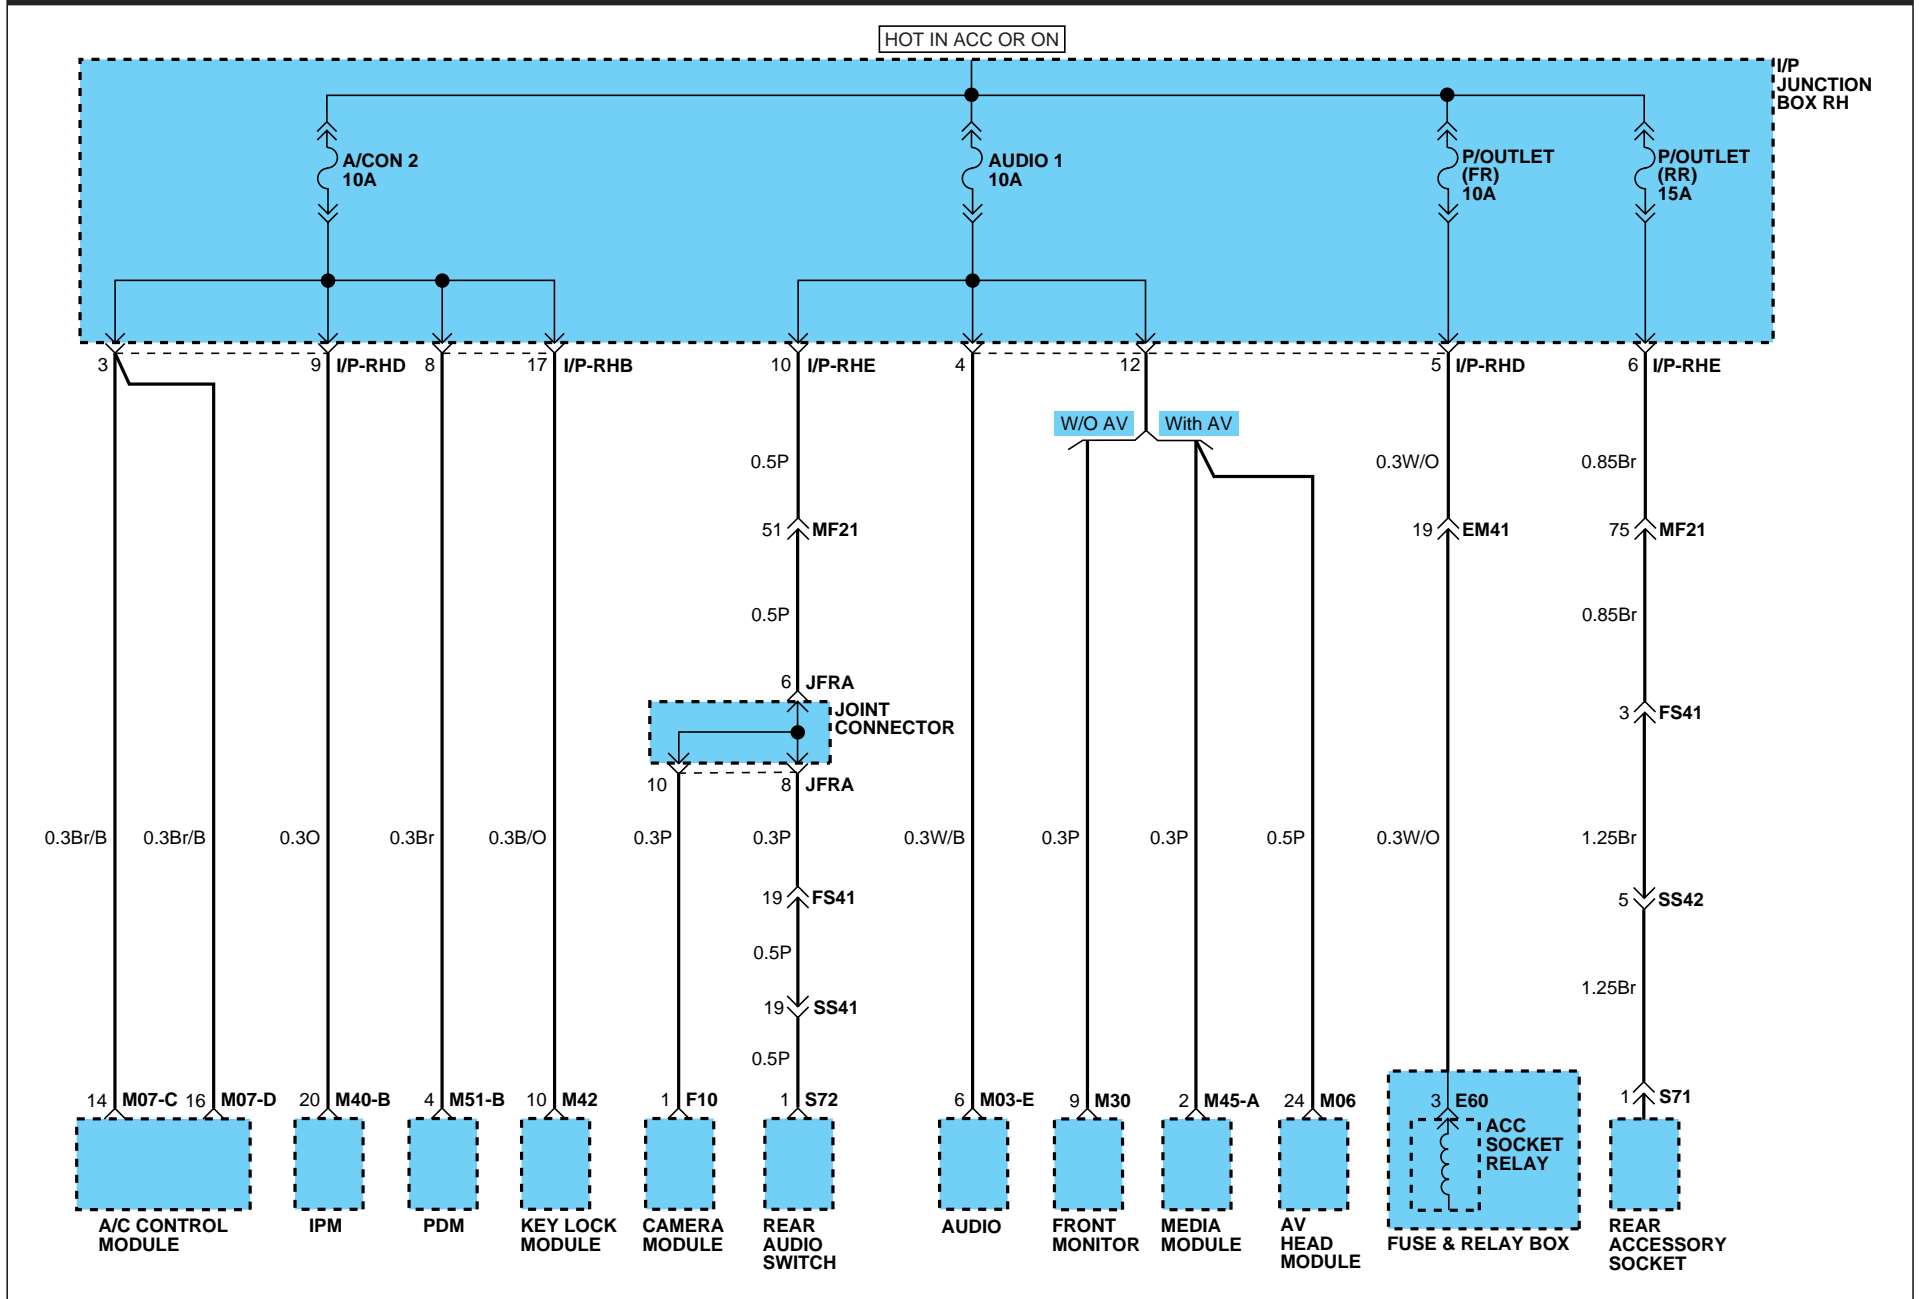 HOT IN ACC OR ON
I/P
JUNCTION
BOX RH
A/CON 2
10A
AUDIO 1
10A
P/OUTLET
(FR)
10A
P/OUTLET
(RR)
15A
3
9 I/P-RHD
8
17 I/P-RHB
10 I/P-RHE
4
12
5 I/P-RHD
6 I/P-RHE
W/O AV
With AV
0.5P
0.3W/O
0.85Br
51 MF21
19 EM41
75 MF21
0.5P
0.85Br
6 JFRA
JOINT
CONNECTOR
3 FS41
10
8 JFRA
0.3Br/B
0.3Br/B
0.3O
0.3Br
0.3B/O
0.3P
0.3P
0.3W/B
0.3P
0.3P
0.5P
0.3W/O
1.25Br
19 FS41
5 SS42
0.5P
1.25Br
19 SS41
0.5P
14 M07-C
16 M07-D
20 M40-B
4 M51-B
10 M42
1 F10
1 S72
6 M03-E
9 M30
2 M45-A
24 M06
3 E60
1 S71
ACC
SOCKET
RELAY
A/C CONTROL
MODULE
IPM
PDM
KEY LOCK
MODULE
CAMERA
MODULE
REAR
AUDIO
SWITCH
AUDIO
FRONT
MONITOR
MEDIA
MODULE
AV
HEAD
MODULE
FUSE & RELAY BOX
REAR
ACCESSORY
SOCKET